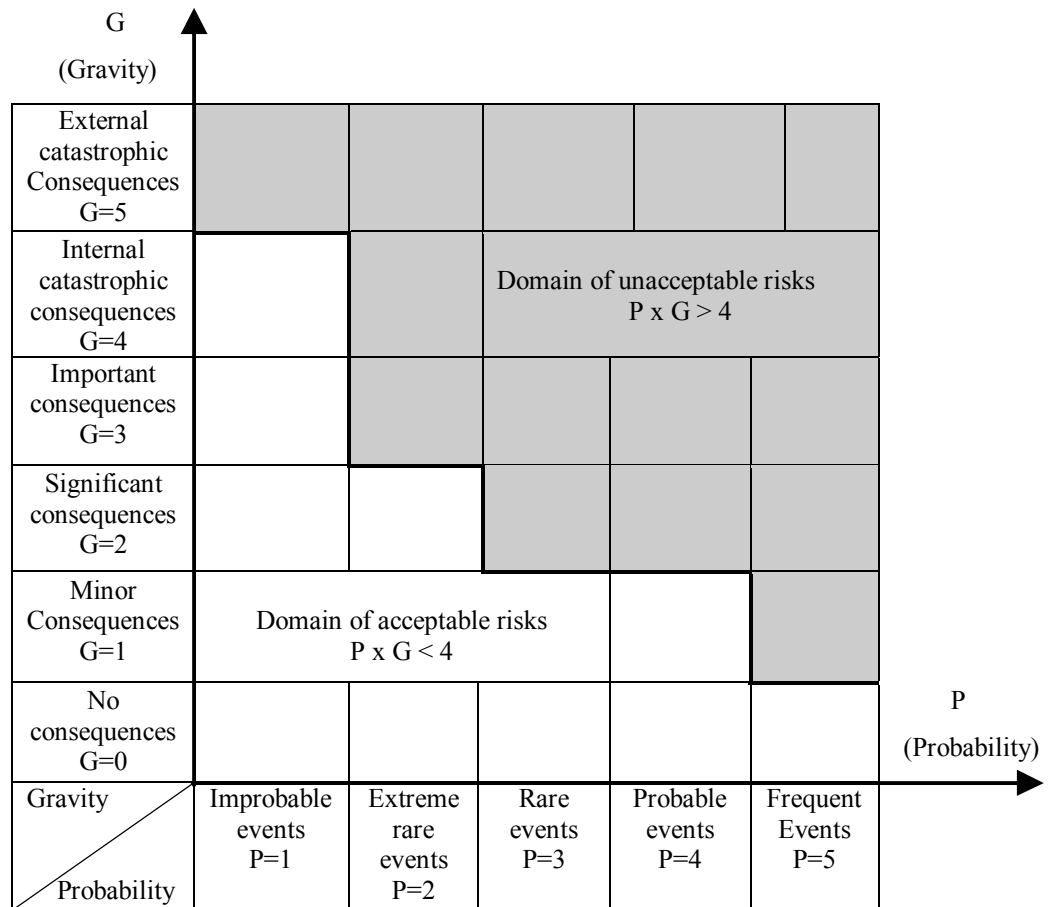 G
(Gravity)
External
catastrophic
Consequences
G=5
Internal
catastrophic
consequences
G=4
Domain of unacceptable risks
P x G > 4
Important
consequences
G=3
Significant
consequences
G=2
Minor
Consequences
G=1
Domain of acceptable risks
P x G < 4
No
consequences
G=0
P
(Probability)
Gravity
Probability
Improbable
events
P=1
Extreme
rare
events
P=2
Rare
events
P=3
Probable
events
P=4
Frequent
Events
P=5